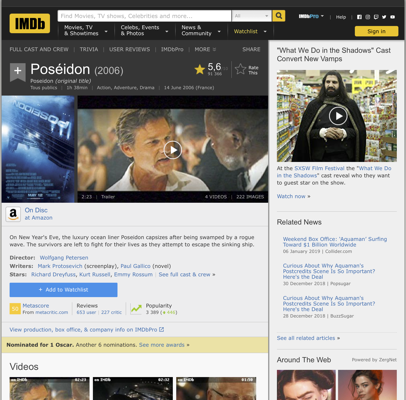 IMDb
Find Movies, TV shows, Celebrities and more...
All
IMDbPro
Help
Movies, TV
& Showtimes
Celebs, Events
& Photos
News &
Community
Watchlist
Sign in
FULL CAST AND CREW | TRIVIA | USER REVIEWS | IMDbPro | MORE
SHARE
Poséidon (2006)
Poseidon (original title)
Tous publics | 1h 38min | Action, Adventure, Drama | 14 June 2006 (France)
5,6
Rate
This
POSEIDON
2:23 | Trailer
4 VIDEOS | 222 IMAGES
On Disc
at Amazon
On New Year's Eve, the luxury ocean liner Poseidon capsizes after being swamped by a rogue
wave. The survivors are left to fight for their lives as they attempt to escape the sinking ship.
Director: Wolfgang Petersen
Writers: Mark Protosevich (screenplay), Paul Gallico (novel)
Stars: Richard Dreyfuss, Kurt Russell, Emmy Rossum | See full cast & crew »
+ Add to Watchlist
Metascore
From metacritic.com
Reviews
653 user | 227 critic
Popularity
View production, box office, & company info on IMDbPro
Nominated for 1 Oscar. Another 6 nominations. See more awards »
Videos
"What We Do in the Shadows" Cast
Convert New Vamps
At the SXSW Film Festival the "What We
Do in the Shadows" cast reveal who they want
to guest star on the show.
Watch now »
Related News
Weekend Box Office: 'Aquaman' Surfing
Toward $1 Billion Worldwide
06 January 2019 | Collider.com
Curious About Why Aquaman's
Postcredits Scene Is So Important?
Here's the Deal
30 December 2018 | Popsugar
Curious About Why Aquaman's
Postcredits Scene Is So Important?
Here's the Deal
28 December 2018 | BuzzSugar
See all related articles »
Around The Web
Powered by ZergNet